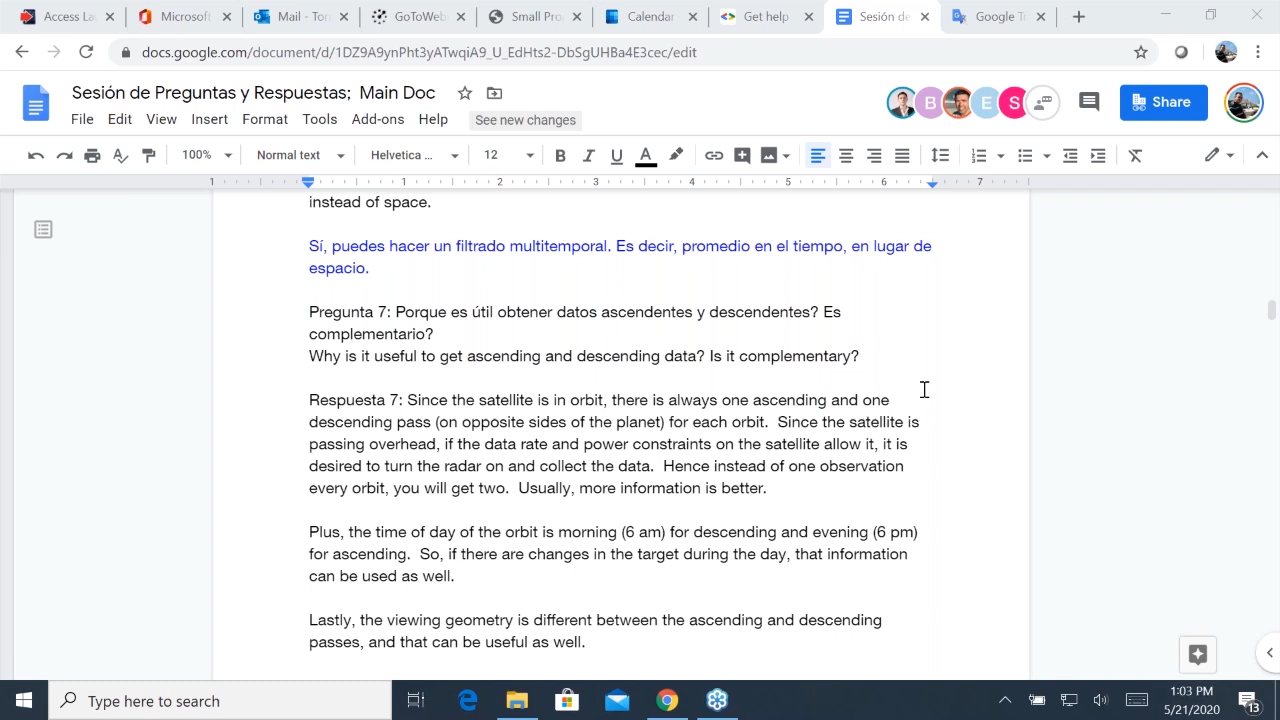 Access La
Microsoft
Mail - Tor
GoToWeb
Small Pro
Calendar
Get help
Sesión de
Google Tr
docs.google.com/document/d/1DZ9A9ynPht3yATwqiA9_U_EdHts2-DbSgUHBa4E3cec/edit
Sesión de Preguntas y Respuestas: Main Doc
B E S
Share
File Edit View Insert Format Tools Add-ons Help See new changes
100% Normal text Helvetica ... 12 B I U A
1 1 2 3 4 5 6 7
instead of space.
Sí, puedes hacer un filtrado multitemporal. Es decir, promedio en el tiempo, en lugar de
espacio.
Pregunta 7: Porque es útil obtener datos ascendentes y descendentes? Es
complementario?
Why is it useful to get ascending and descending data? Is it complementary?
Respuesta 7: Since the satellite is in orbit, there is always one ascending and one
descending pass (on opposite sides of the planet) for each orbit.  Since the satellite is
passing overhead, if the data rate and power constraints on the satellite allow it, it is
desired to turn the radar on and collect the data.  Hence instead of one observation
every orbit, you will get two.  Usually, more information is better.
Plus, the time of day of the orbit is morning (6 am) for descending and evening (6 pm)
for ascending.  So, if there are changes in the target during the day, that information
can be used as well.
Lastly, the viewing geometry is different between the ascending and descending
passes, and that can be useful as well.
Type here to search
1:03 PM
5/21/2020
13